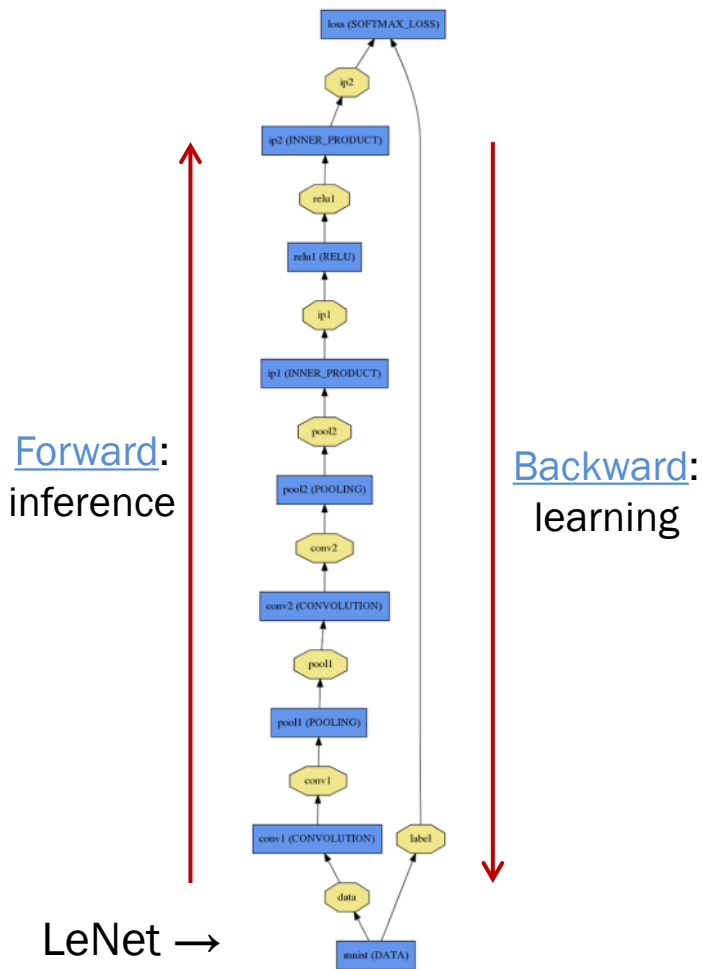 loss (SOFTMAX_LOSS)
ip2
ip2 (INNER_PRODUCT)
relu1
relu1 (RELU)
ip1
ip1 (INNER_PRODUCT)
pool2
Forward:
inference
Backward:
learning
pool2 (POOLING)
conv2
conv2 (CONVOLUTION)
pool1
pool1 (POOLING)
conv1
conv1 (CONVOLUTION)
label
data
LeNet →
mnist (DATA)